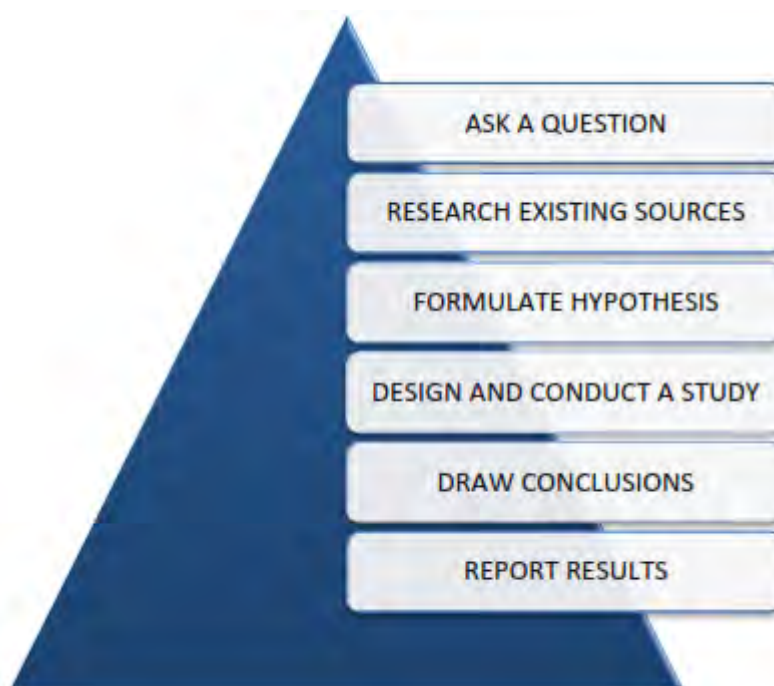 ASK A QUESTION
RESEARCH EXISTING SOURCES
FORMULATE HYPOTHESIS
DESIGN AND CONDUCT A STUDY
DRAW CONCLUSIONS
REPORT RESULTS